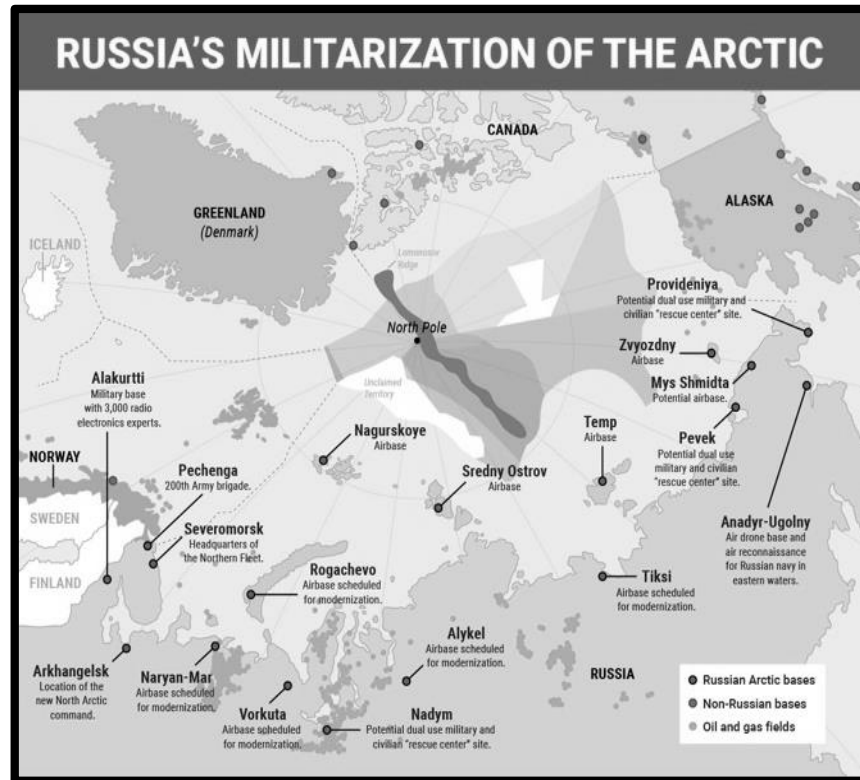 RUSSIA'S MILITARIZATION OF THE ARCTIC
CANADA
GREENLAND
(Denmark)
ALASKA
ICELAND
Lomonosov
Ridge
North Pole
Unclaimed
Territory
Provideniya
Potential dual use military and
civilian "rescue center" site.
Zvyozdny
Airbase
Mys Shmidta
Potential airbase.
Pevek
Potential dual use
military and civilian
"rescue center" site.
Anadyr-Ugolny
Air drone base and
air reconnaissance
for Russian navy in
eastern waters.
Alakurtti
Military base
with 3,000 radio
electronics experts.
Nagurskoye
Airbase
Temp
Airbase
Sredny Ostrov
Airbase
NORWAY
Pechenga
200th Army brigade.
SWEDEN
Severomorsk
Headquarters of
the Northern Fleet.
FINLAND
Rogachevo
Airbase scheduled
for modernization.
Tiksi
Airbase scheduled
for modernization.
Arkhangelsk
Location of the
new North Arctic
command.
Naryan-Mar
Airbase scheduled
for modernization.
Vorkuta
Airbase scheduled
for modernization.
Alykel
Airbase scheduled
for modernization.
Nadym
Potential dual use military and
civilian "rescue center" site.
RUSSIA
Russian Arctic bases
Non-Russian bases
Oil and gas fields